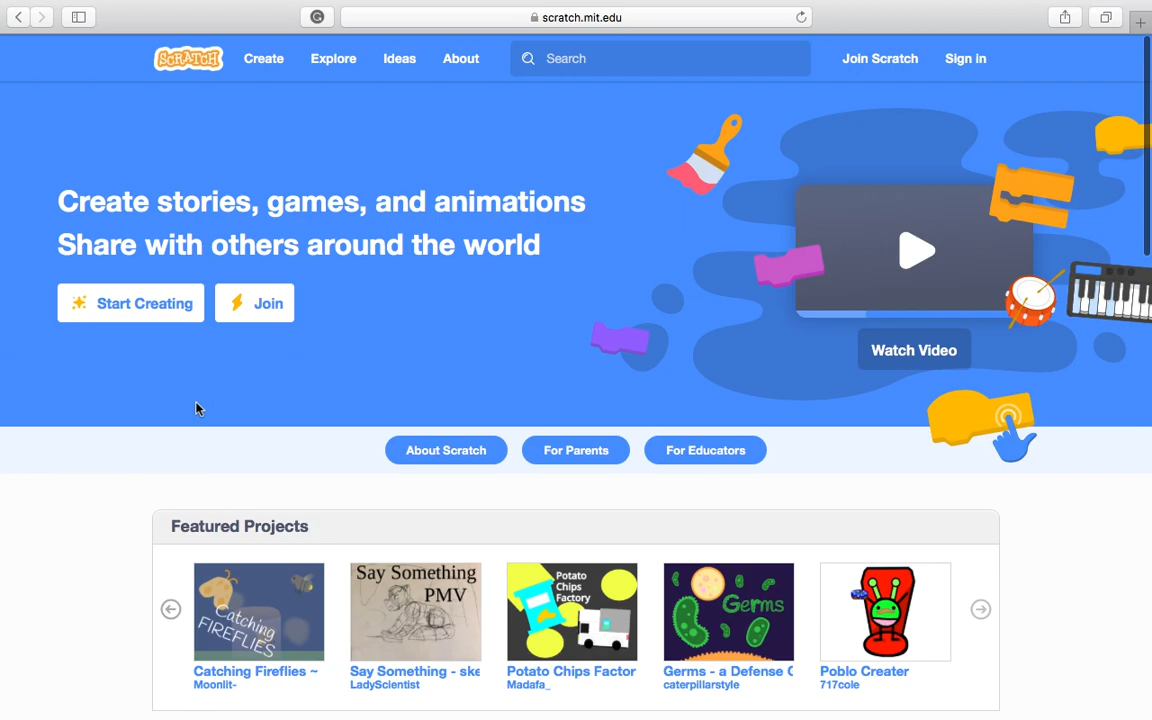 scratch.mit.edu
SCRATCH
Create
Explore
Ideas
About
Search
Join Scratch
Sign in
Create stories, games, and animations
Share with others around the world
Start Creating
Join
Watch Video
About Scratch
For Parents
For Educators
Featured Projects
Catching
FIREFLIES
Say Something
PMV
Potato
Chips
Factory
Germs
Catching Fireflies ~
Moonlit-
Say Something - ske
LadyScientist
Potato Chips Factor
Madafa_
Germs - a Defense G
caterpillarstyle
Poblo Creater
717cole